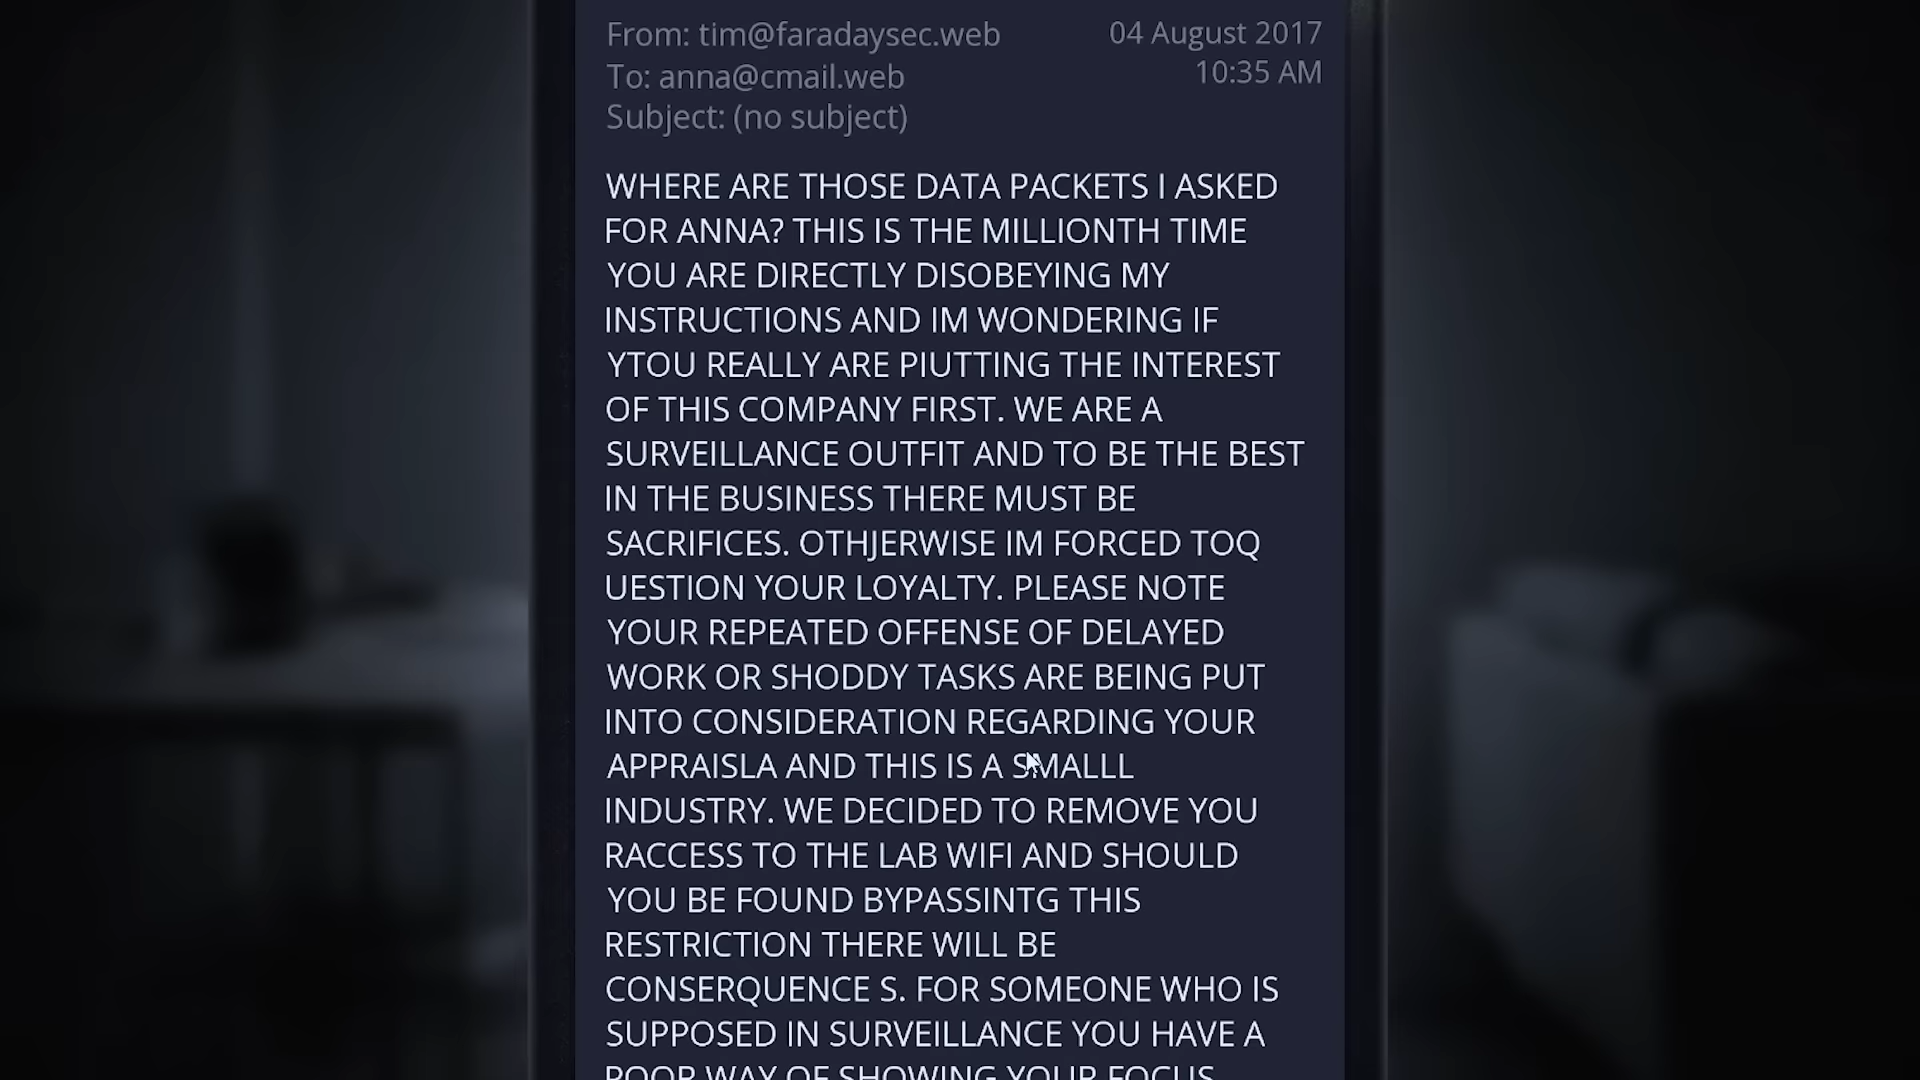 From: tim@faradaysec.web
04 August 2017
10:35 AM
To: anna@cmail.web
Subject: (no subject)
WHERE ARE THOSE DATA PACKETS I ASKED
FOR ANNA? THIS IS THE MILLIONTH TIME
YOU ARE DIRECTLY DISOBEYING MY
INSTRUCTIONS AND IM WONDERING IF
YTOU REALLY ARE PIUTTING THE INTEREST
OF THIS COMPANY FIRST. WE ARE A
SURVEILLANCE OUTFIT AND TO BE THE BEST
IN THE BUSINESS THERE MUST BE
SACRIFICES. OTHJERWISE IM FORCED TOQ
UESTION YOUR LOYALTY. PLEASE NOTE
YOUR REPEATED OFFENSE OF DELAYED
WORK OR SHODDY TASKS ARE BEING PUT
INTO CONSIDERATION REGARDING YOUR
APPRAISLA AND THIS IS A SMALLL
INDUSTRY. WE DECIDED TO REMOVE YOU
RACCESS TO THE LAB WIFI AND SHOULD
YOU BE FOUND BYPASSINTG THIS
RESTRICTION THERE WILL BE
CONSERQUENCE S. FOR SOMEONE WHO IS
SUPPOSED IN SURVEILLANCE YOU HAVE A
POOR WAY OF SHOWING YOUR FOCUS